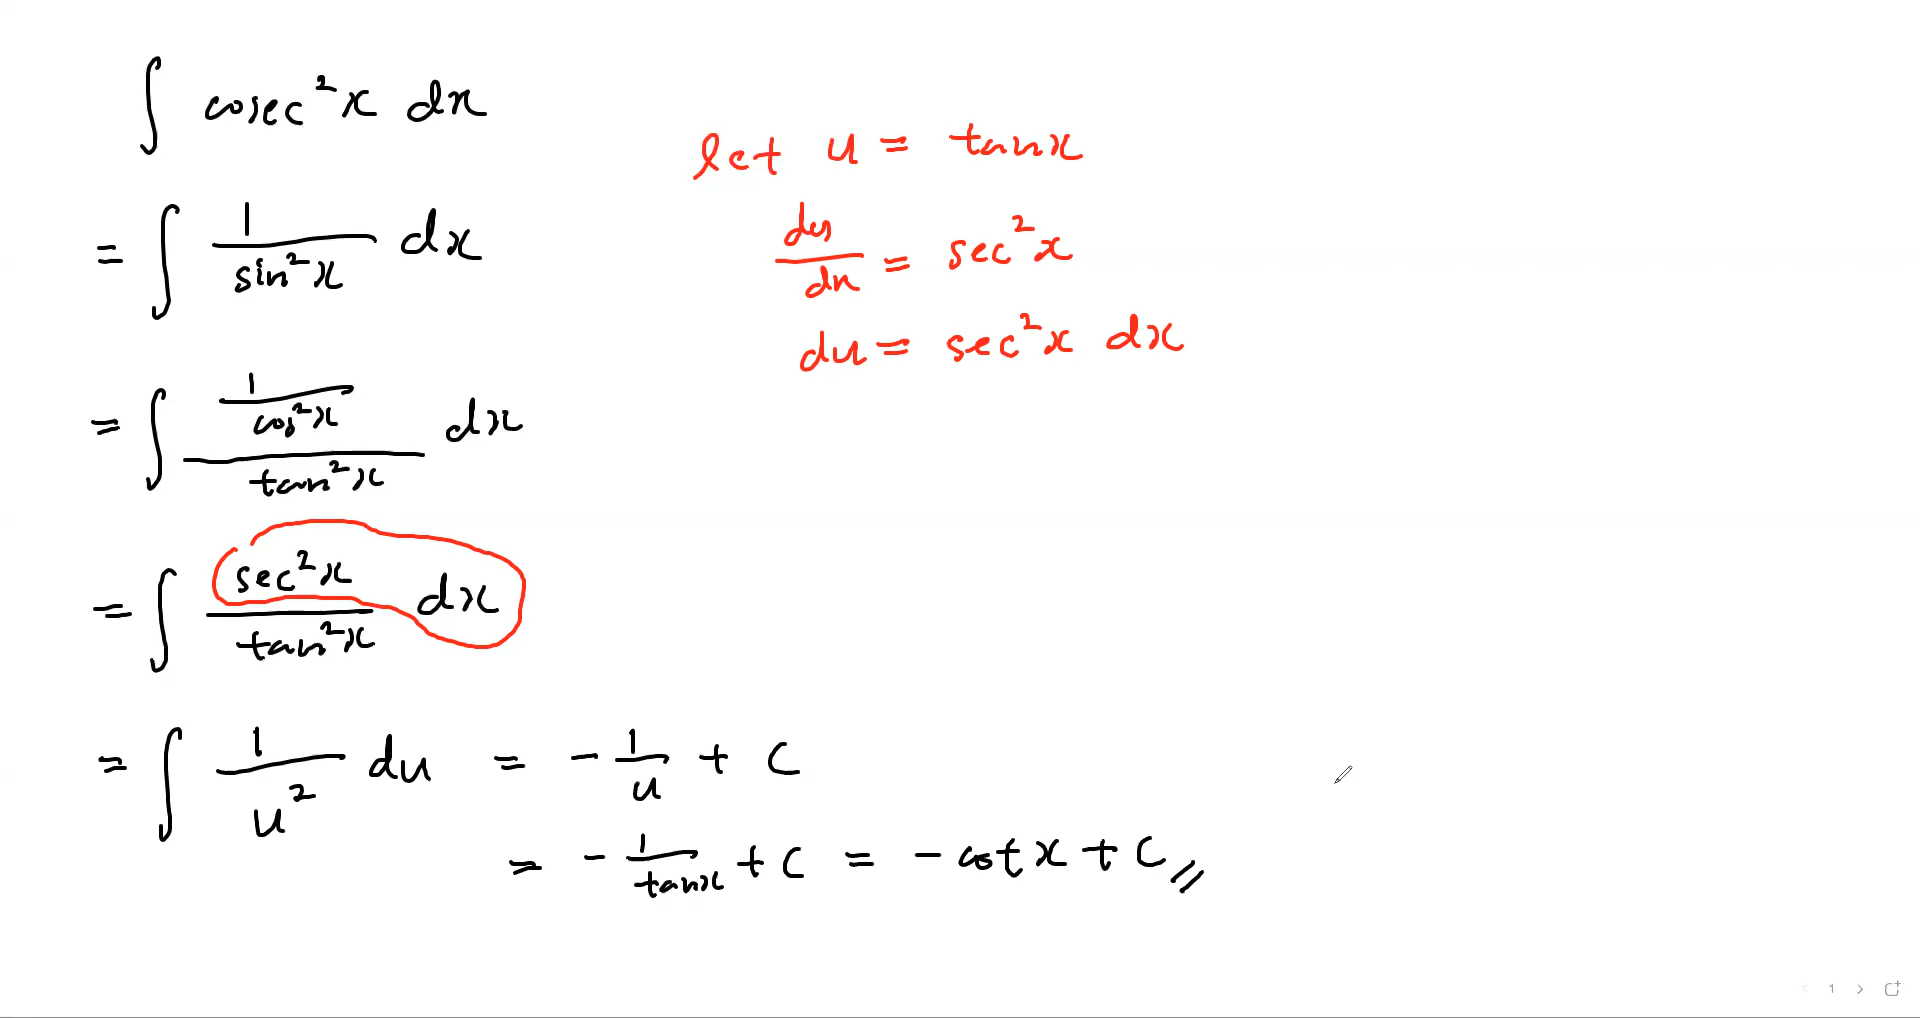 ∫ cosec²x dx
= ∫ 1/sin²x dx
= ∫ (1/cos²x)/tan²x dx
= ∫ sec²x/tan²x dx
= ∫ 1/u² du = - 1/u + C
= - 1/tanx + C = - cotx + C //
let u = tanx
du/dx = sec²x
du = sec²x dx
1